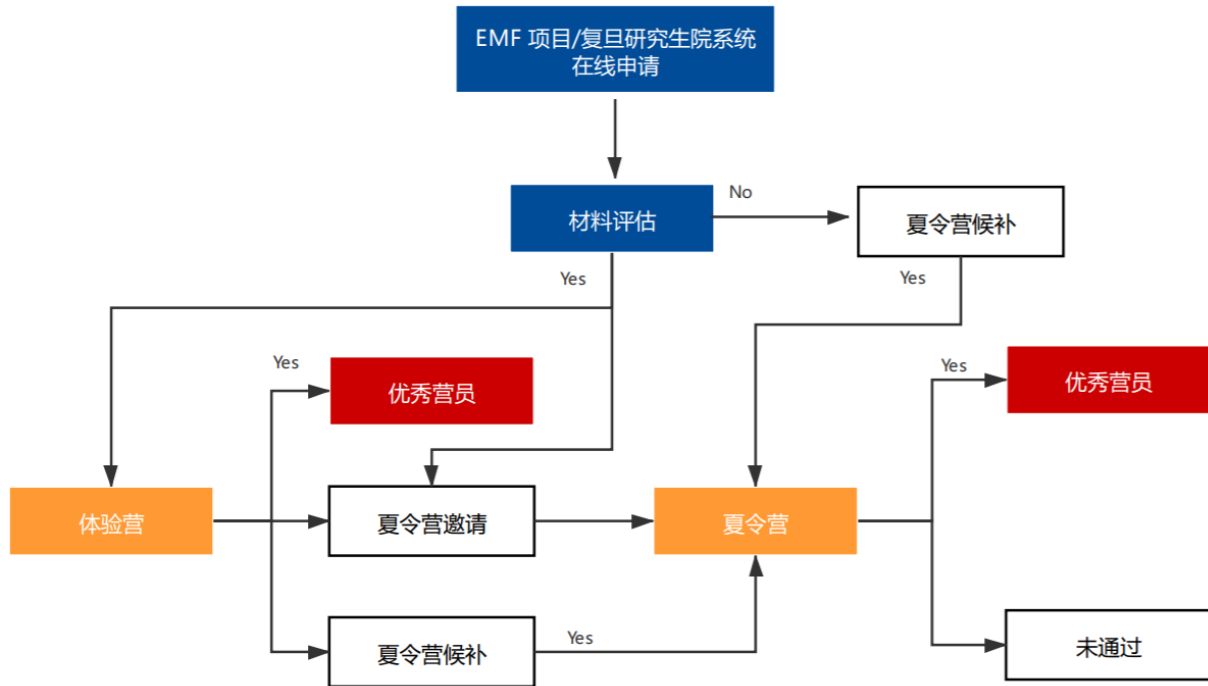 EMF 项目/复旦研究生院系统
在线申请
材料评估
No
夏令营候补
Yes
Yes
Yes
优秀营员
Yes
优秀营员
体验营
夏令营邀请
夏令营
夏令营候补
Yes
未通过